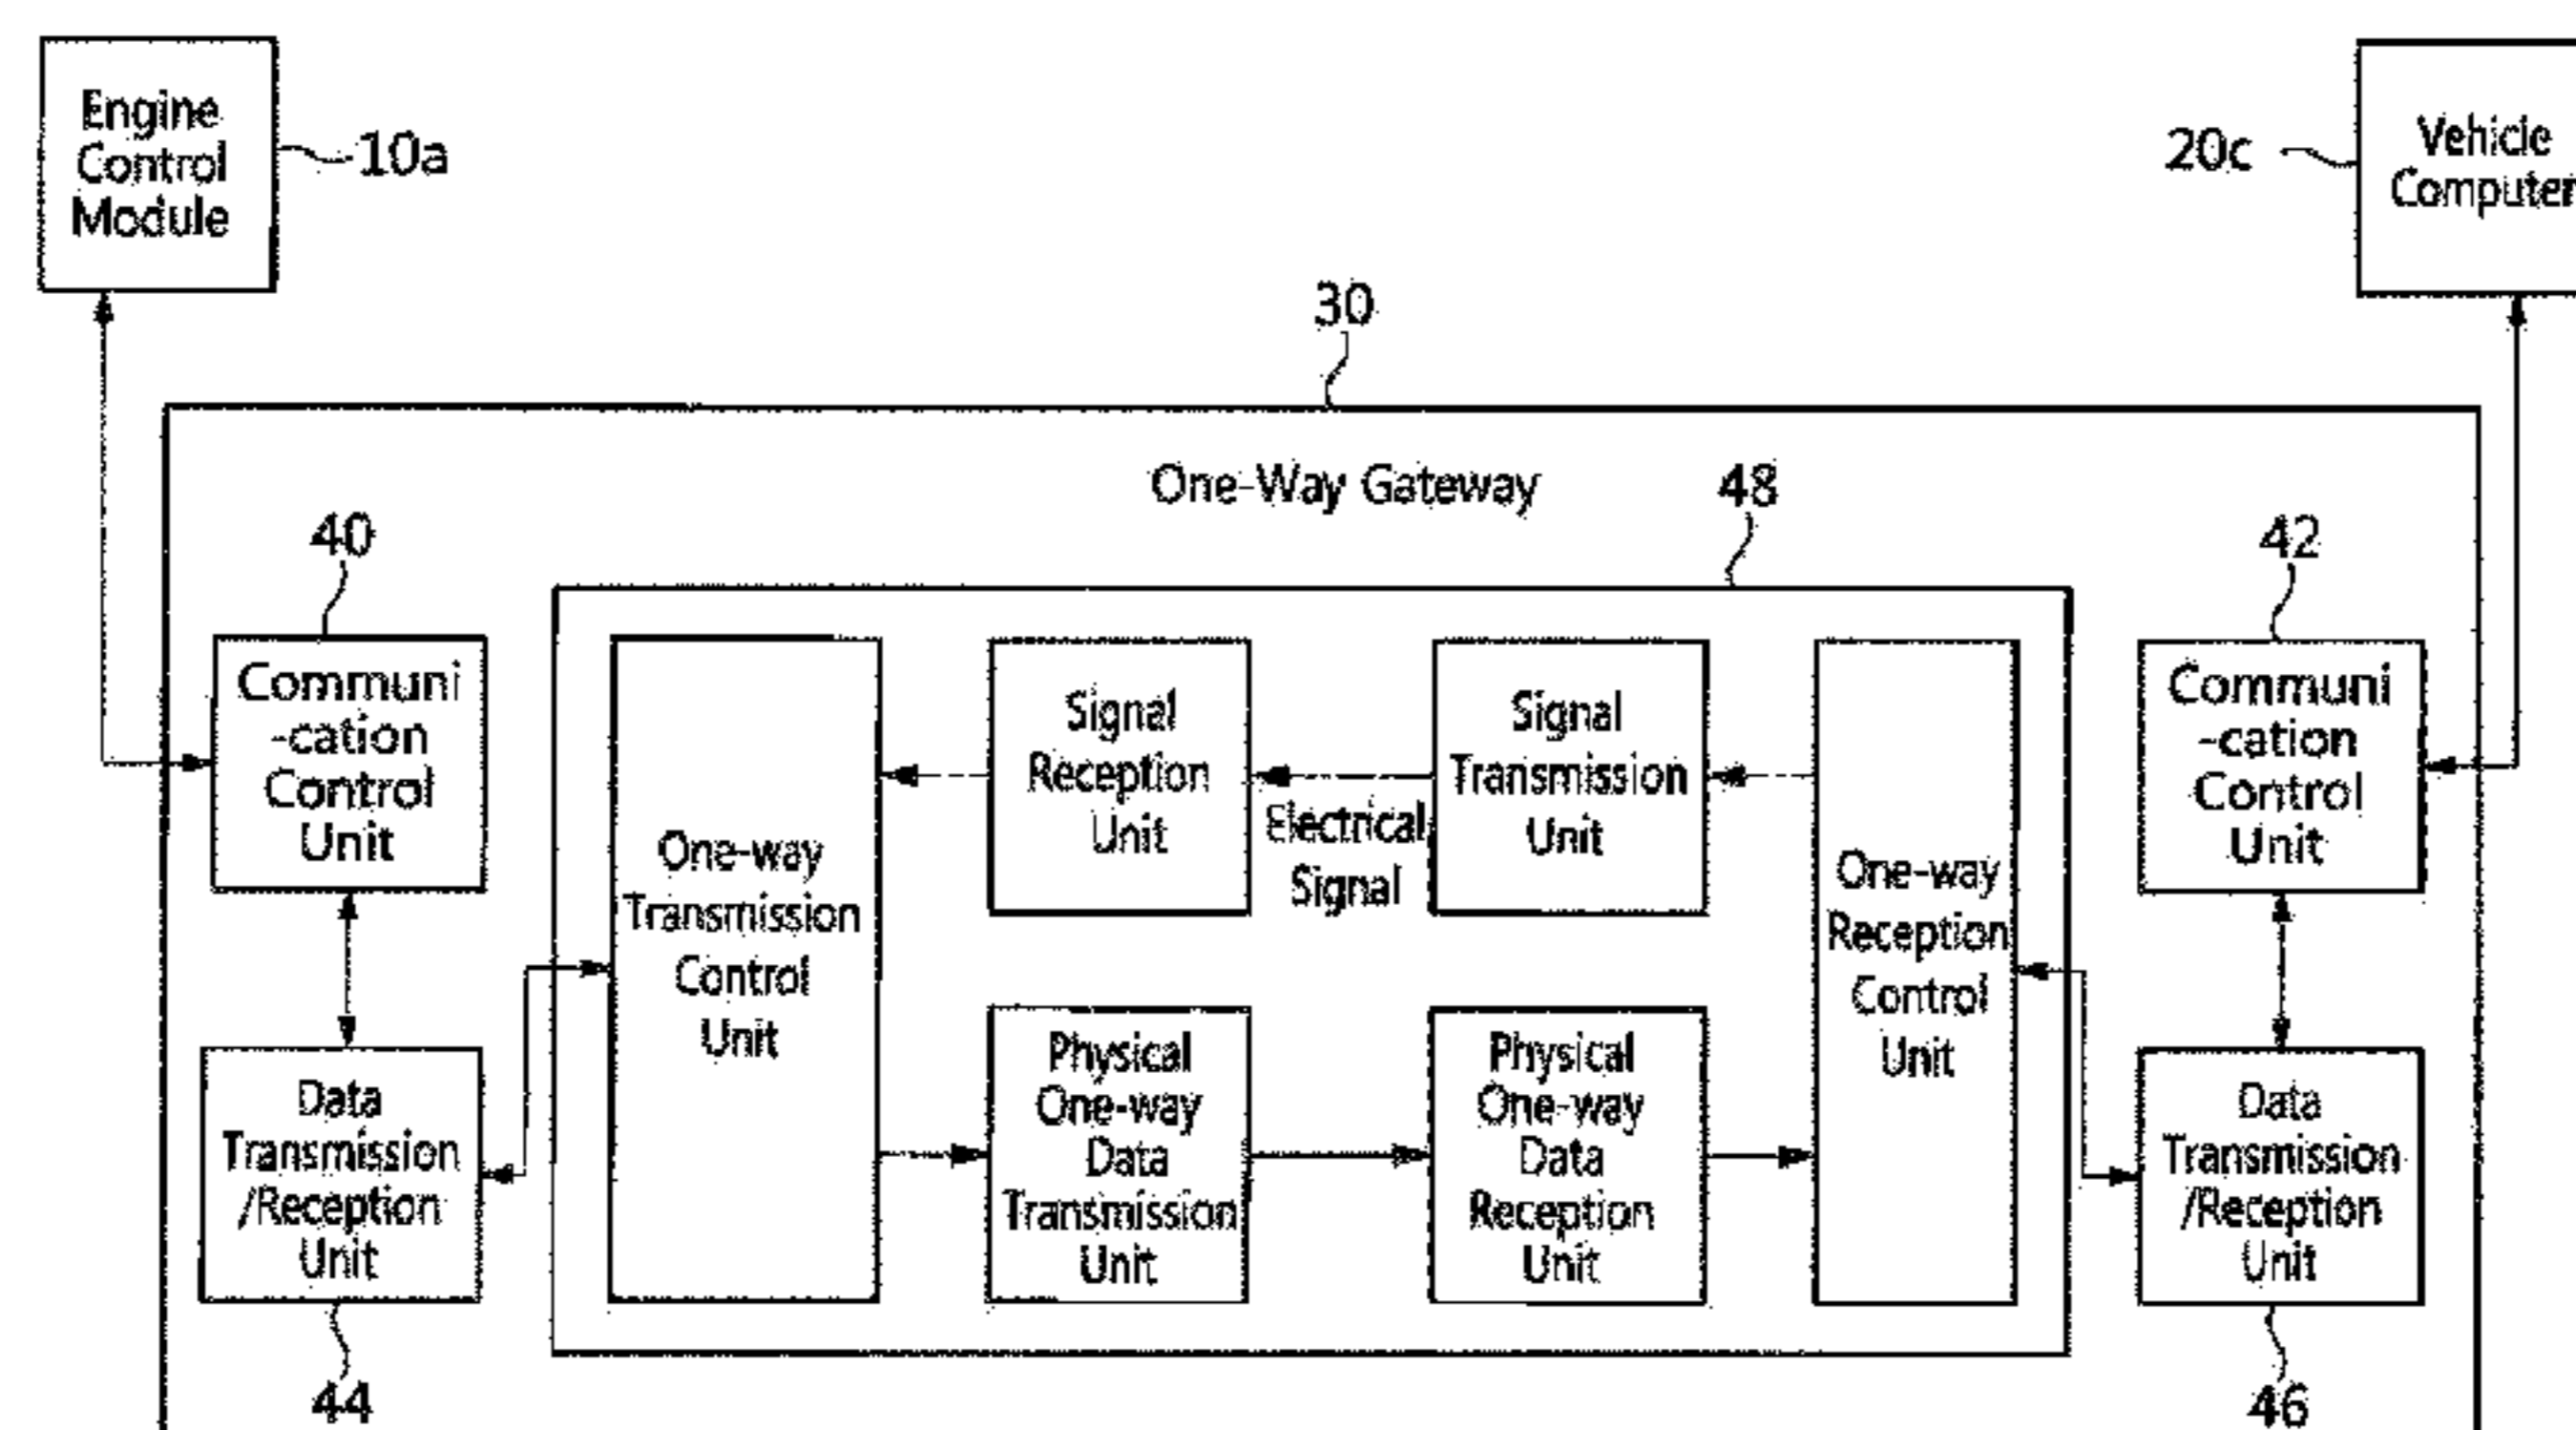 Engine
Control
Module
10a
20c
Vehicle
Computer
30
One-Way Gateway
48
40
42
Communi
-cation
Control
Unit
One-way
Transmission
Control
Unit
Signal
Reception
Unit
Electrical
Signal
Signal
Transmission
Unit
One-way
Reception
Control
Unit
Communi
-cation
Control
Unit
Data
Transmission
/Reception
Unit
Physical
One-way
Data
Transmission
Unit
Physical
One-way
Data
Reception
Unit
Data
Transmission
/Reception
Unit
44
46